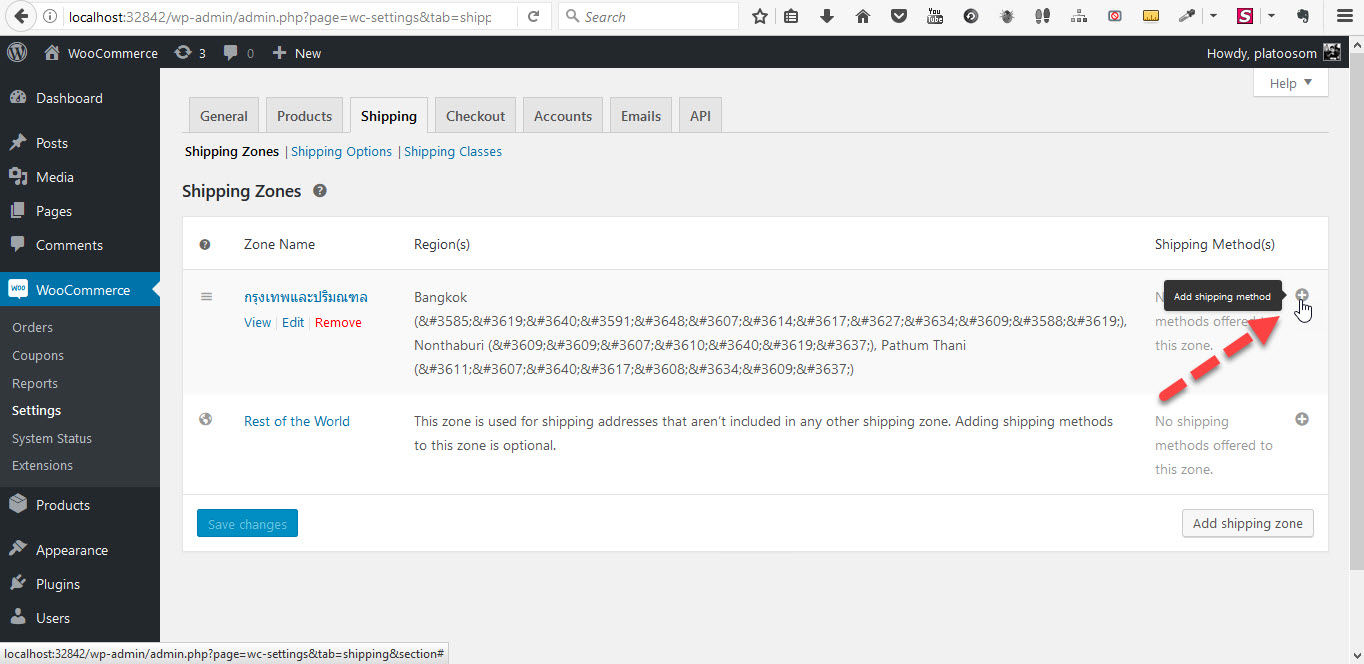 localhost:32842/wp-admin/admin.php?page=wc-settings&tab=shipp
Search
You Tube
S
WooCommerce 3 0 New
Howdy, platoosom
Help
Dashboard
Posts
Media
Pages
Comments
woo WooCommerce
Orders
Coupons
Reports
Settings
System Status
Extensions
Products
Appearance
Plugins
Users
General Products Shipping Checkout Accounts Emails API
Shipping Zones | Shipping Options | Shipping Classes
Shipping Zones ?
? Zone Name Region(s) Shipping Method(s)
กรุงเทพและปริมณฑล
View | Edit | Remove
Bangkok
(&#3585;&#3619;&#3640;&#3591;&#3648;&#3607;&#3614;&#3617;&#3627;&#3634;&#3609;&#3588;&#3619;),
Nonthaburi (&#3609;&#3609;&#3607;&#3610;&#3640;&#3619;&#3637;), Pathum Thani
(&#3611;&#3607;&#3640;&#3617;&#3608;&#3634;&#3609;&#3637;)
Add shipping method
methods offered
this zone.
Rest of the World
This zone is used for shipping addresses that aren't included in any other shipping zone. Adding shipping methods
to this zone is optional.
No shipping
methods offered to
this zone.
Save changes
Add shipping zone
localhost:32842/wp-admin/admin.php?page=wc-settings&tab=shipping&section#